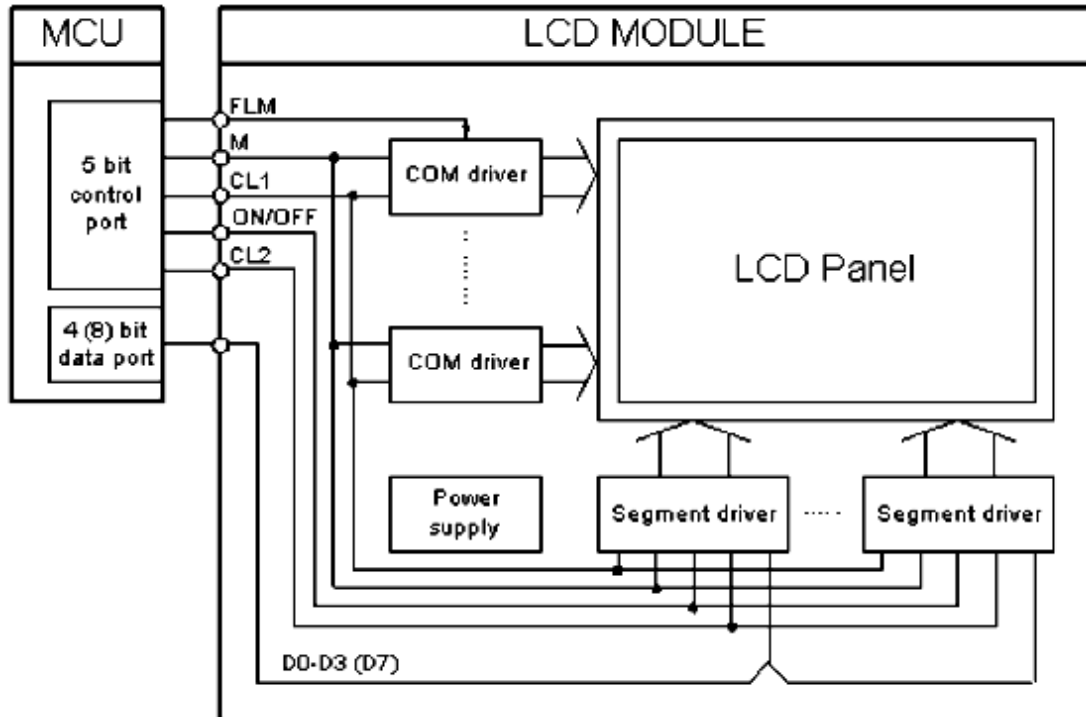 MCU
LCD MODULE
5 bit
control
port
4 (8) bit
data port
FLM
M
CL1
ON/OFF
CL2
COM driver
COM driver
LCD Panel
Power
supply
Segment driver
Segment driver
D0-D3 (D7)